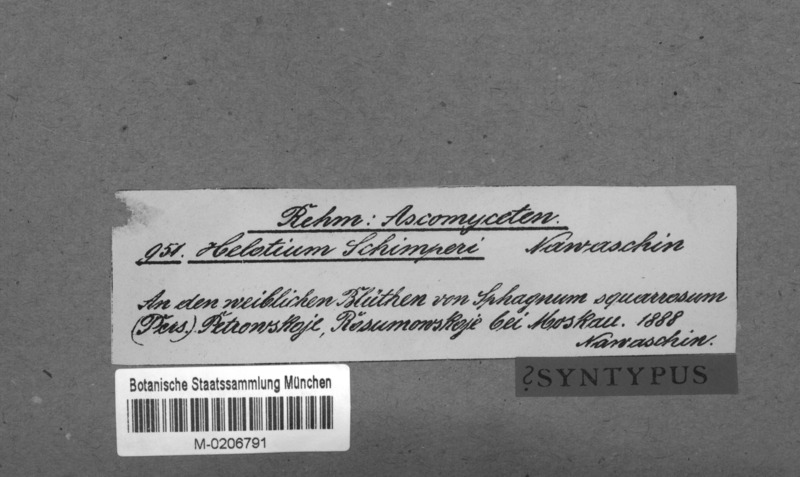 Rehm: Ascomyceten.
951. Helotium Schimperi Nawaschin
An den weiblichen Blüthen von Sphagnum squarrosum
(Pers.) Petrowskoje, Rosumowskoje bei Moskau. 1888
Nawaschin.
?SYNTYPUS
Botanische Staatssammlung München
M-0206791